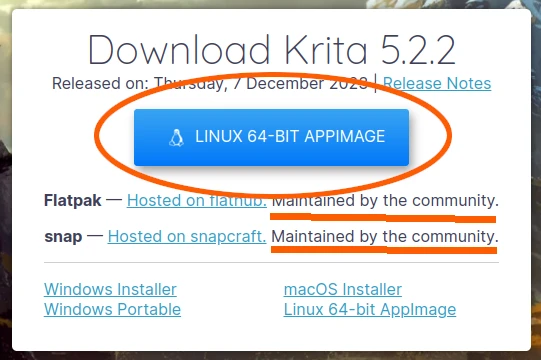 Download Krita 5.2.2
Released on: Thursday, 7 December 2023 | Release Notes
LINUX 64-BIT APPIMAGE
Flatpak — Hosted on flathub. Maintained by the community.
snap — Hosted on snapcraft. Maintained by the community.
Windows Installer
Windows Portable
macOS Installer
Linux 64-bit AppImage